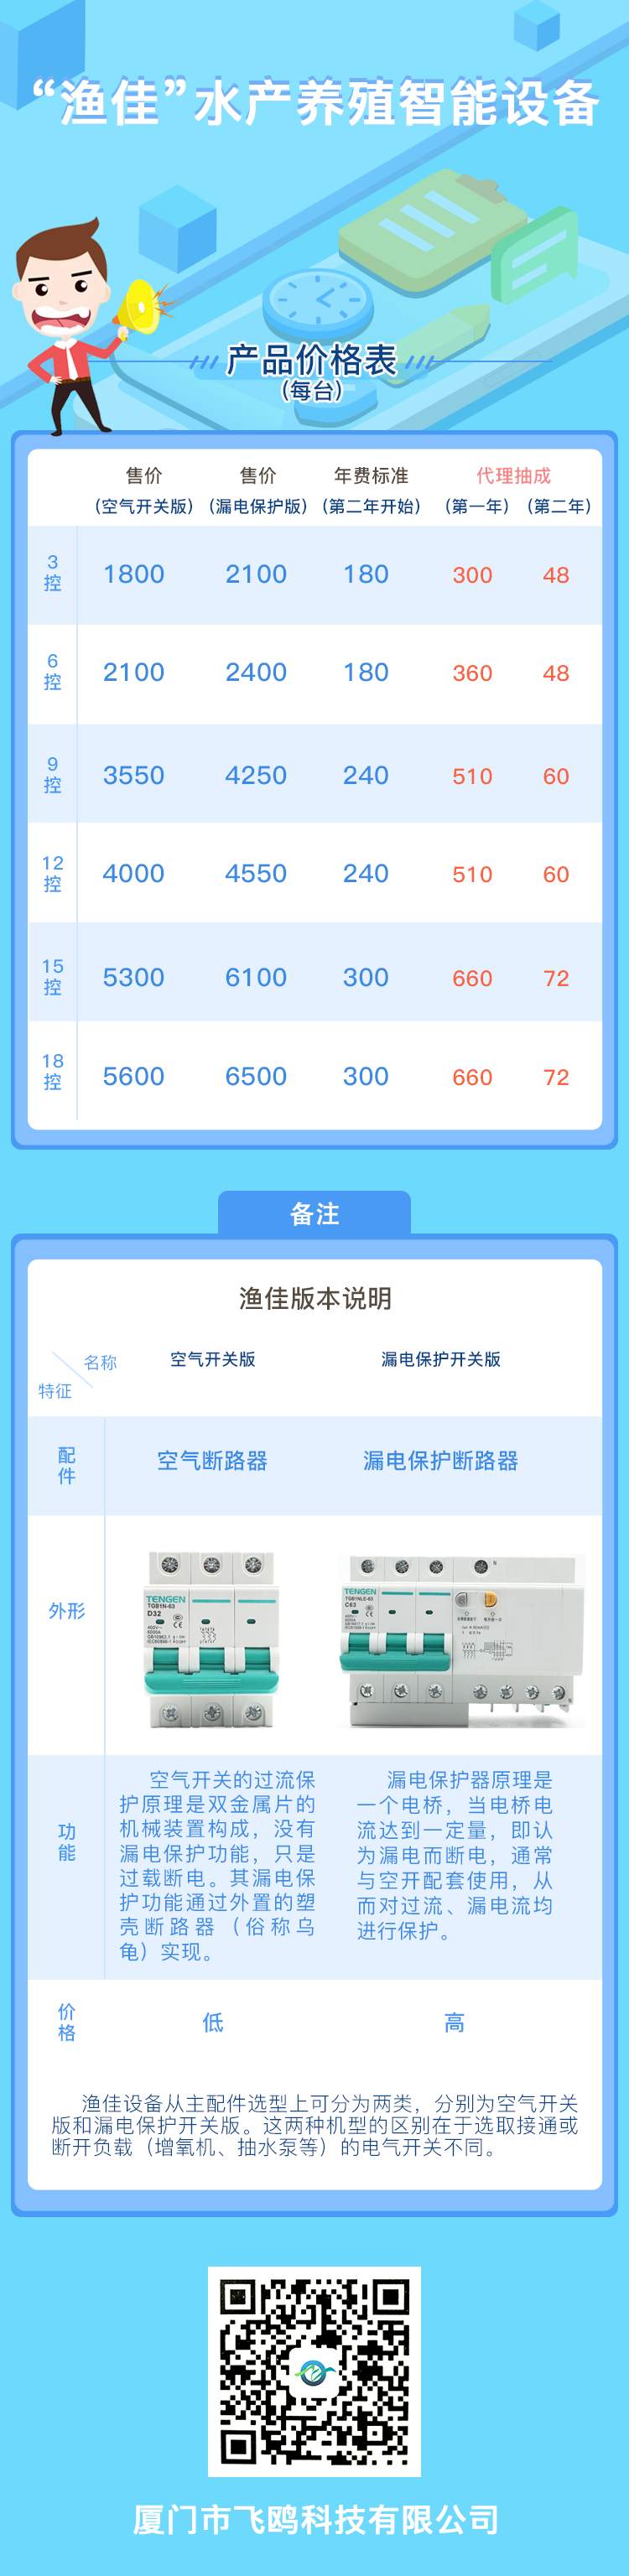 “渔佳”水产养殖智能设备
产品价格表
(每台)
售价 售价 年费标准 代理抽成
(空气开关版) (漏电保护版) (第二年开始) (第一年) (第二年)
3控 1800 2100 180 300 48
6控 2100 2400 180 360 48
9控 3550 4250 240 510 60
12控 4000 4550 240 510 60
15控 5300 6100 300 660 72
18控 5600 6500 300 660 72
备注
渔佳版本说明
名称 空气开关版 漏电保护开关版
特征
配件 空气断路器 漏电保护断路器
外形
TENGEN
TGB1N-63
D32
TENGEN
TGB1NLE-63
C63
功能
空气开关的过流保
护原理是双金属片的
机械装置构成，没有
漏电保护功能，只是
过载断电。其漏电保
护功能通过外置的塑
壳断路器（俗称乌
龟）实现。
漏电保护器原理是
一个电桥，当电桥电
流达到一定量，即认
为漏电而断电，通常
与空开配套使用，从
而对过流、漏电流均
进行保护。
价格 低 高
渔佳设备从主配件选型上可分为两类，分别为空气开关
版和漏电保护开关版。这两种机型的区别在于选取接通或
断开负载（增氧机、抽水泵等）的电气开关不同。
厦门市飞鸥科技有限公司